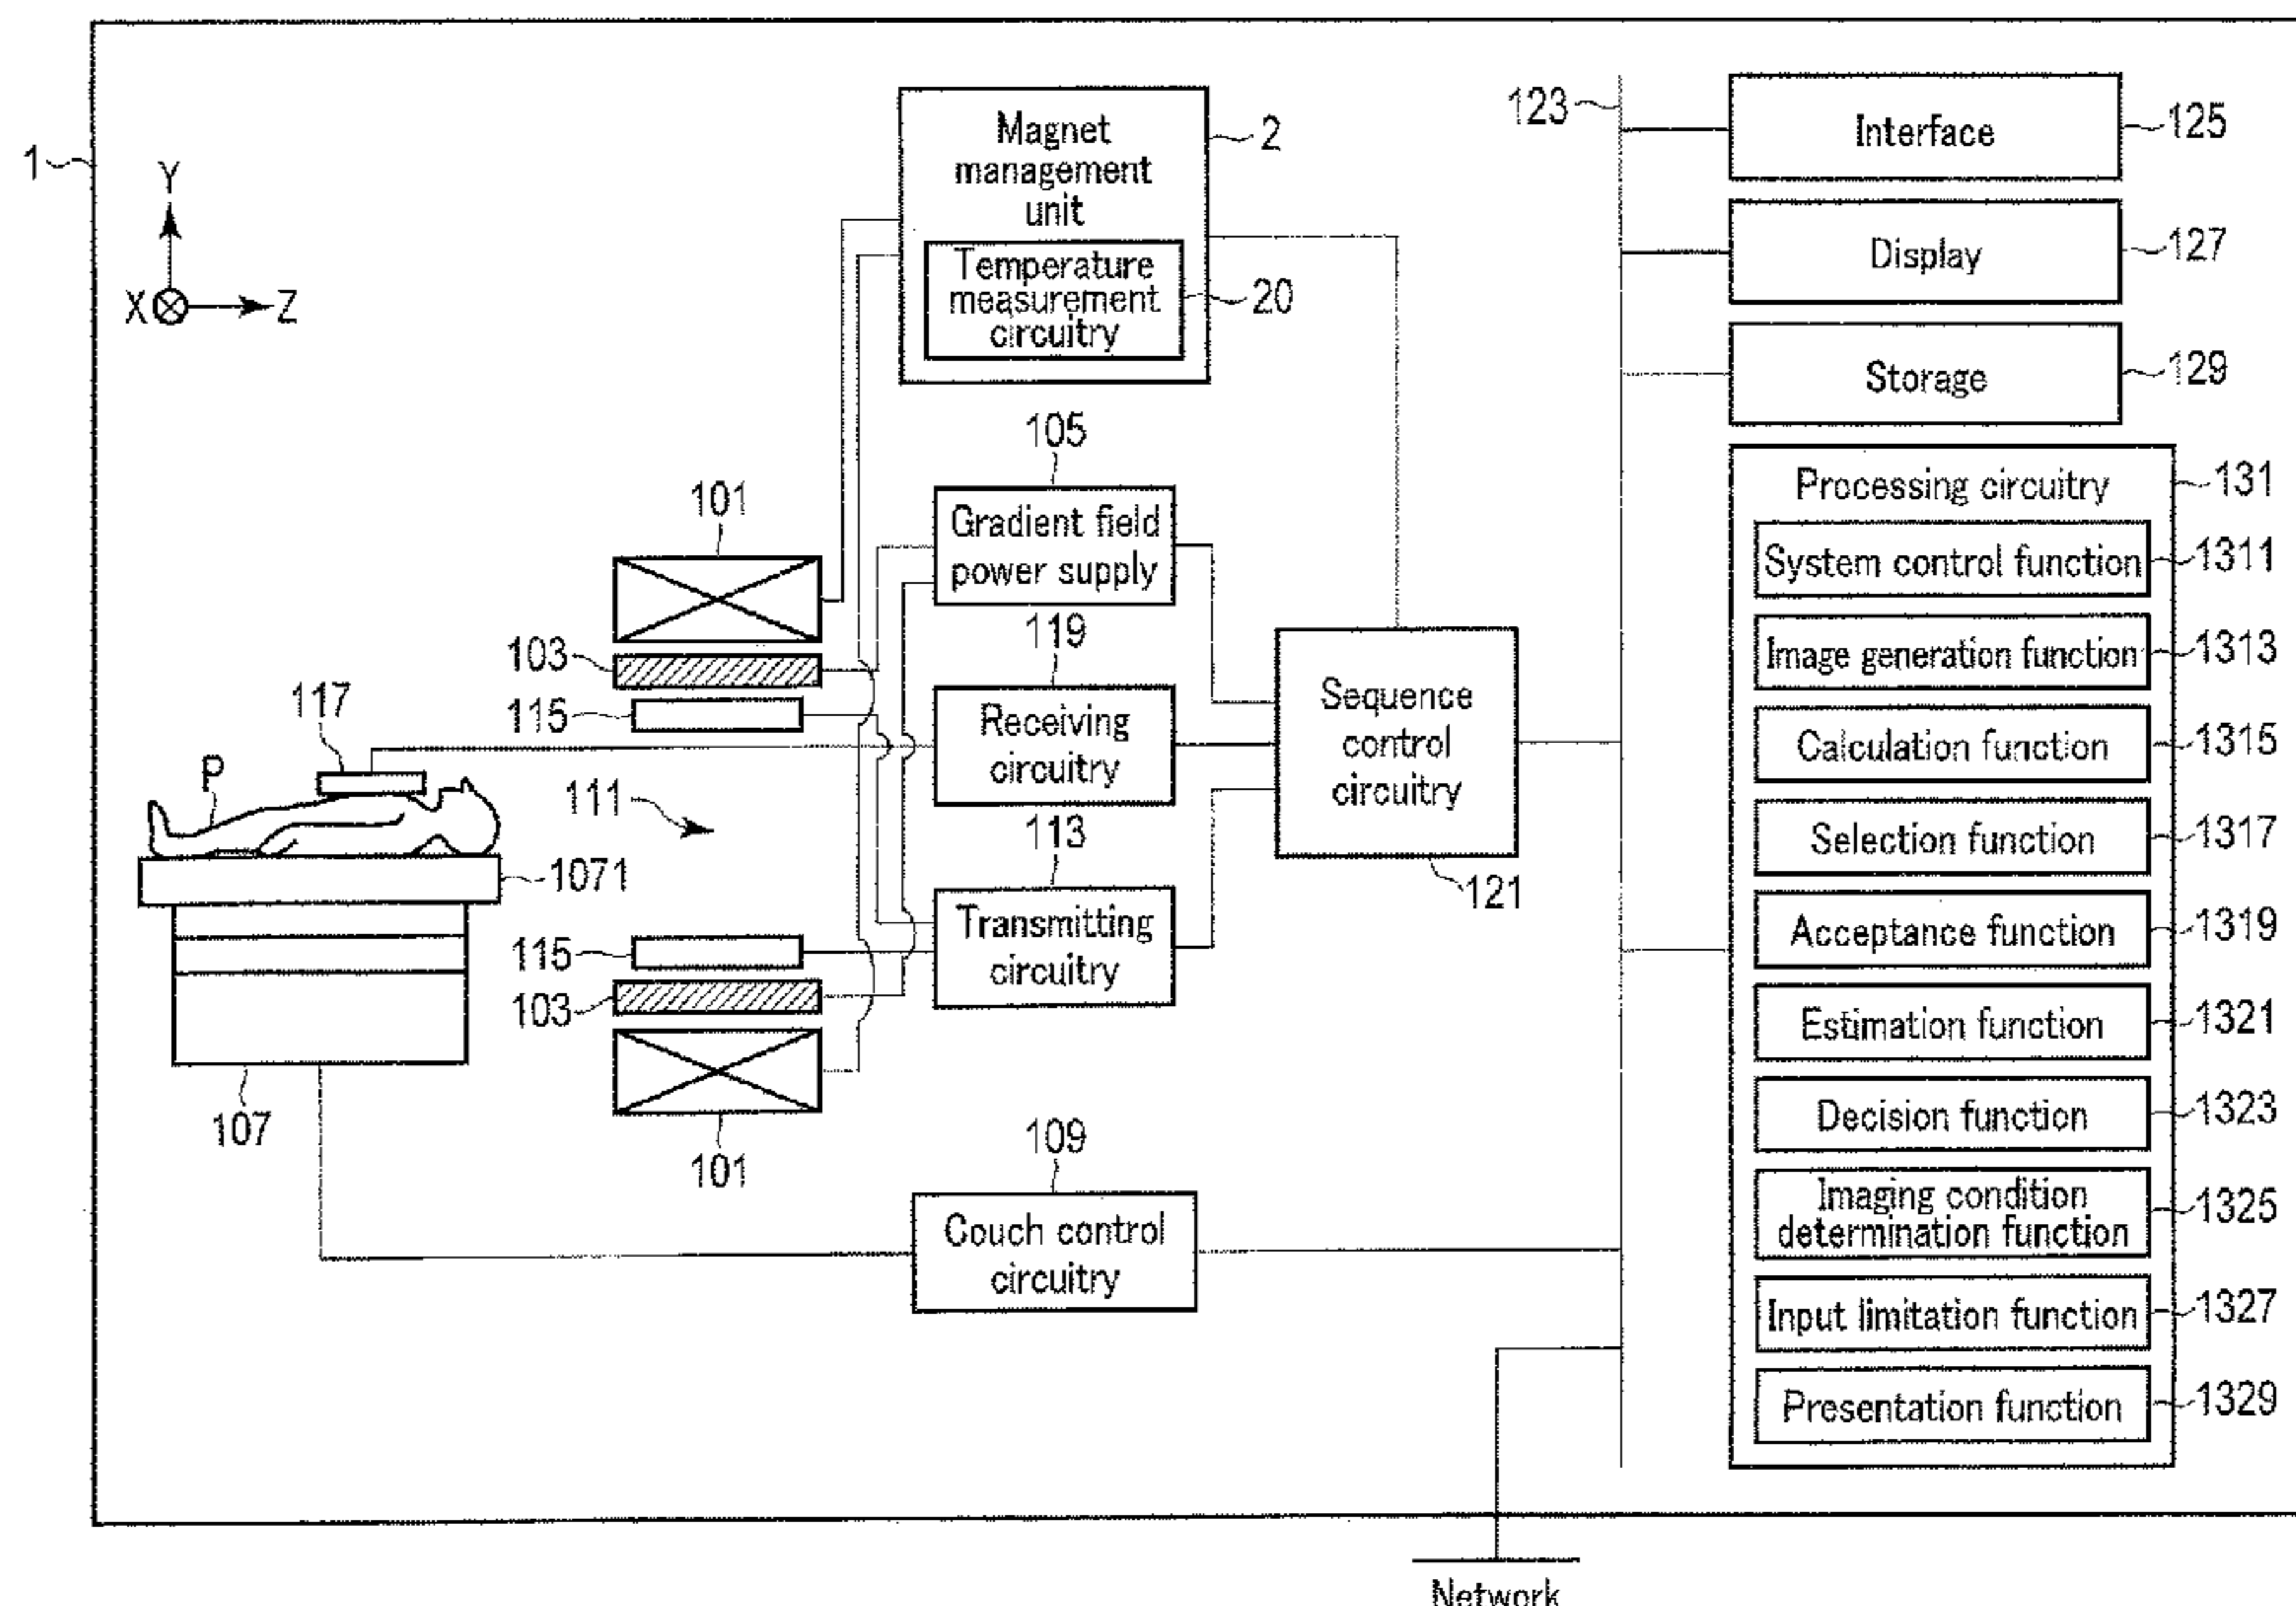 1
Y
X
Z
Magnet
management
unit
2
Temperature
measurement
circuitry
20
123
Interface
125
Display
127
Storage
129
105
Gradient field
power supply
101
103
115
119
Receiving
circuitry
117
P
111
113
Transmitting
circuitry
Sequence
control
circuitry
121
1071
115
103
107
101
109
Couch control
circuitry
Processing circuitry
131
System control function
1311
Image generation function
1313
Calculation function
1315
Selection function
1317
Acceptance function
1319
Estimation function
1321
Decision function
1323
Imaging condition
determination function
1325
Input limitation function
1327
Presentation function
1329
Network